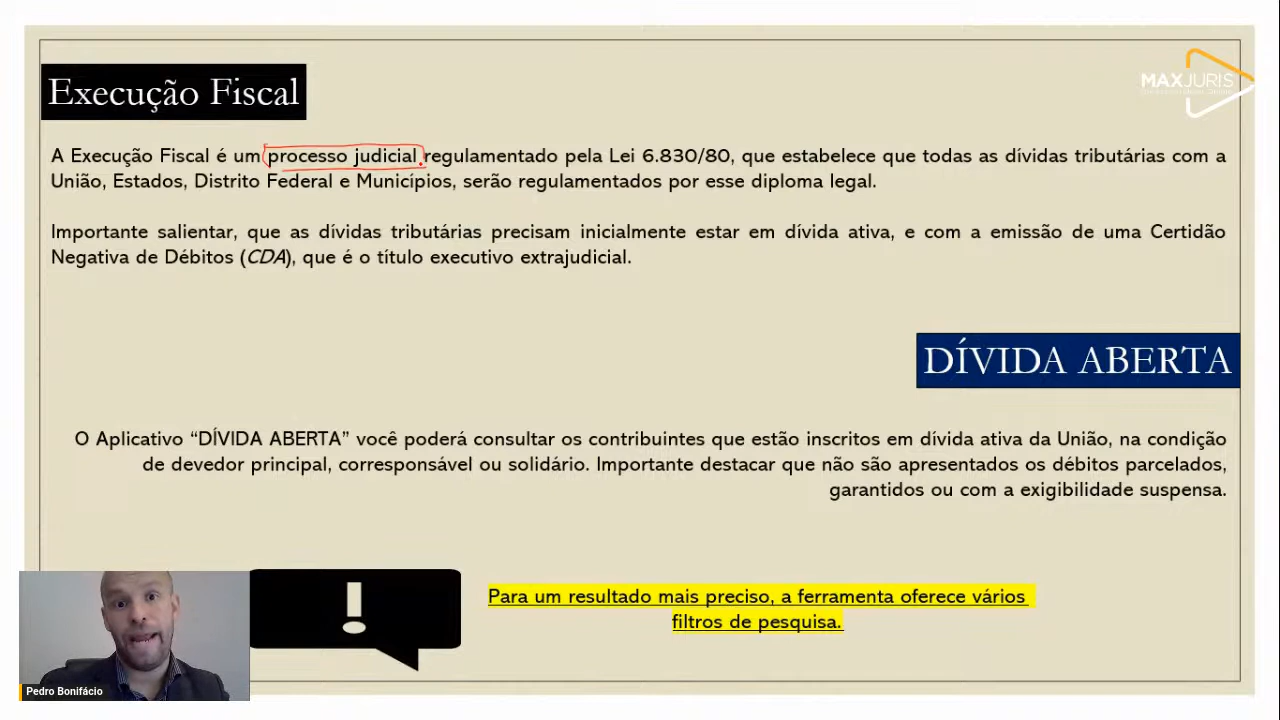 Execução Fiscal
MAXJURIS
A Execução Fiscal é um processo judicial regulamentado pela Lei 6.830/80, que estabelece que todas as dívidas tributárias com a
União, Estados, Distrito Federal e Municípios, serão regulamentados por esse diploma legal.
Importante salientar, que as dívidas tributárias precisam inicialmente estar em dívida ativa, e com a emissão de uma Certidão
Negativa de Débitos (CDA), que é o título executivo extrajudicial.
DÍVIDA ABERTA
O Aplicativo “DÍVIDA ABERTA” você poderá consultar os contribuintes que estão inscritos em dívida ativa da União, na condição
de devedor principal, corresponsável ou solidário. Importante destacar que não são apresentados os débitos parcelados,
garantidos ou com a exigibilidade suspensa.
!
Para um resultado mais preciso, a ferramenta oferece vários
filtros de pesquisa.
Pedro Bonifácio